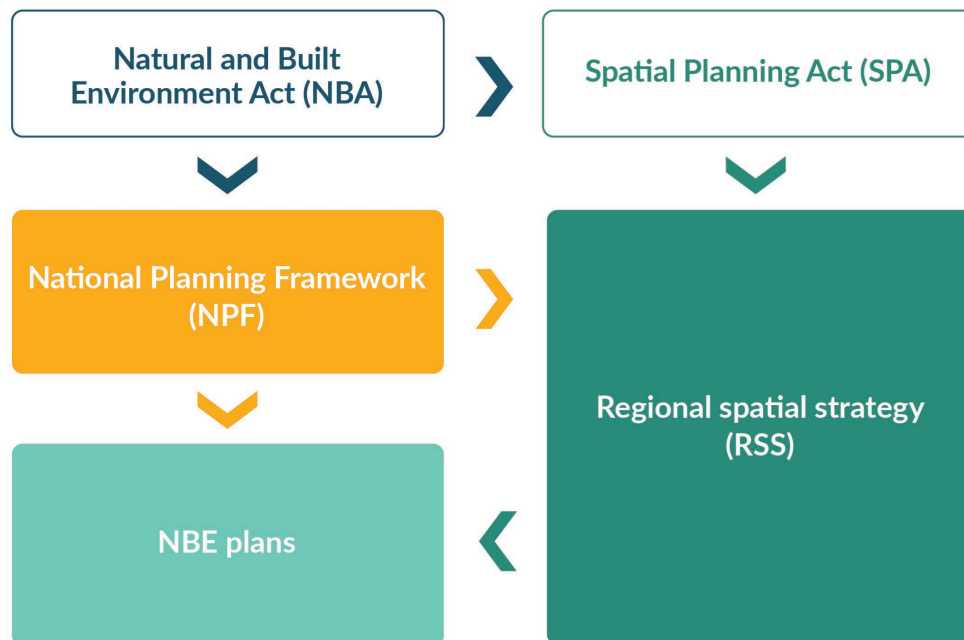 Natural and Built
Environment Act (NBA)
Spatial Planning Act (SPA)
National Planning Framework
(NPF)
Regional spatial strategy
(RSS)
NBE plans